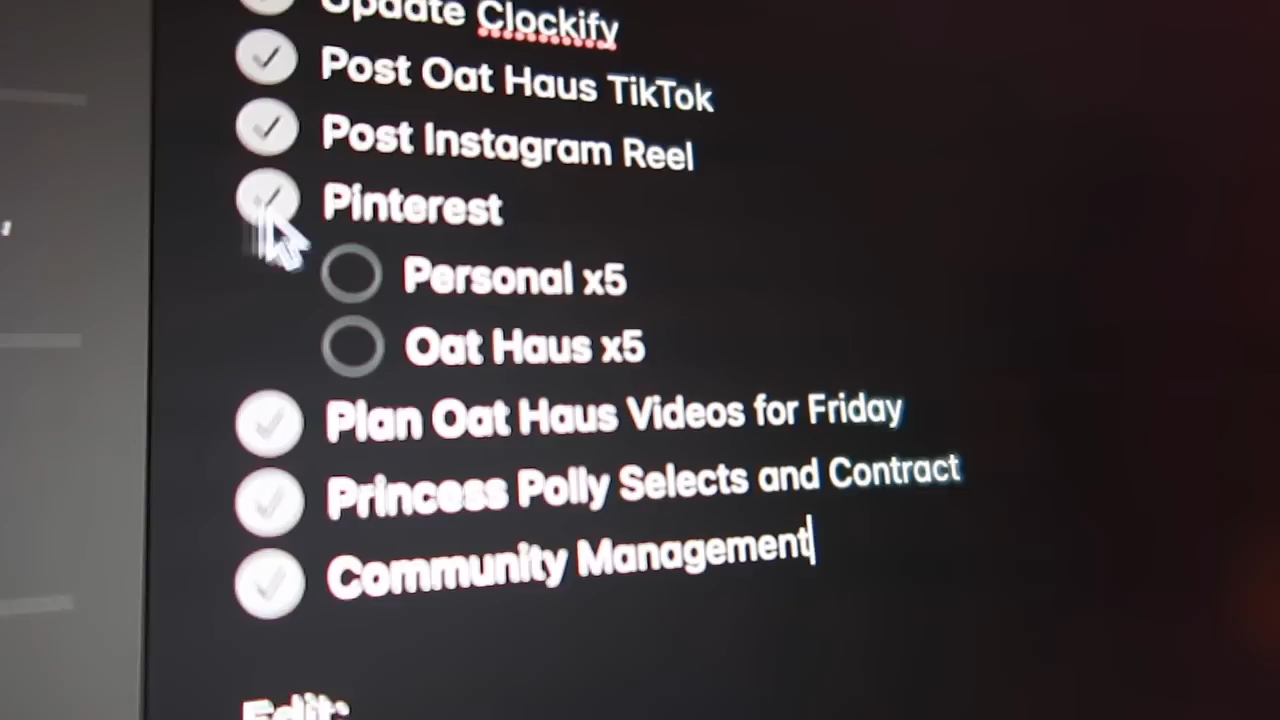 Update Clockify
Post Oat Haus TikTok
Post Instagram Reel
Pinterest
Personal x5
Oat Haus x5
Plan Oat Haus Videos for Friday
Princess Polly Selects and Contract
Community Management
Edit: